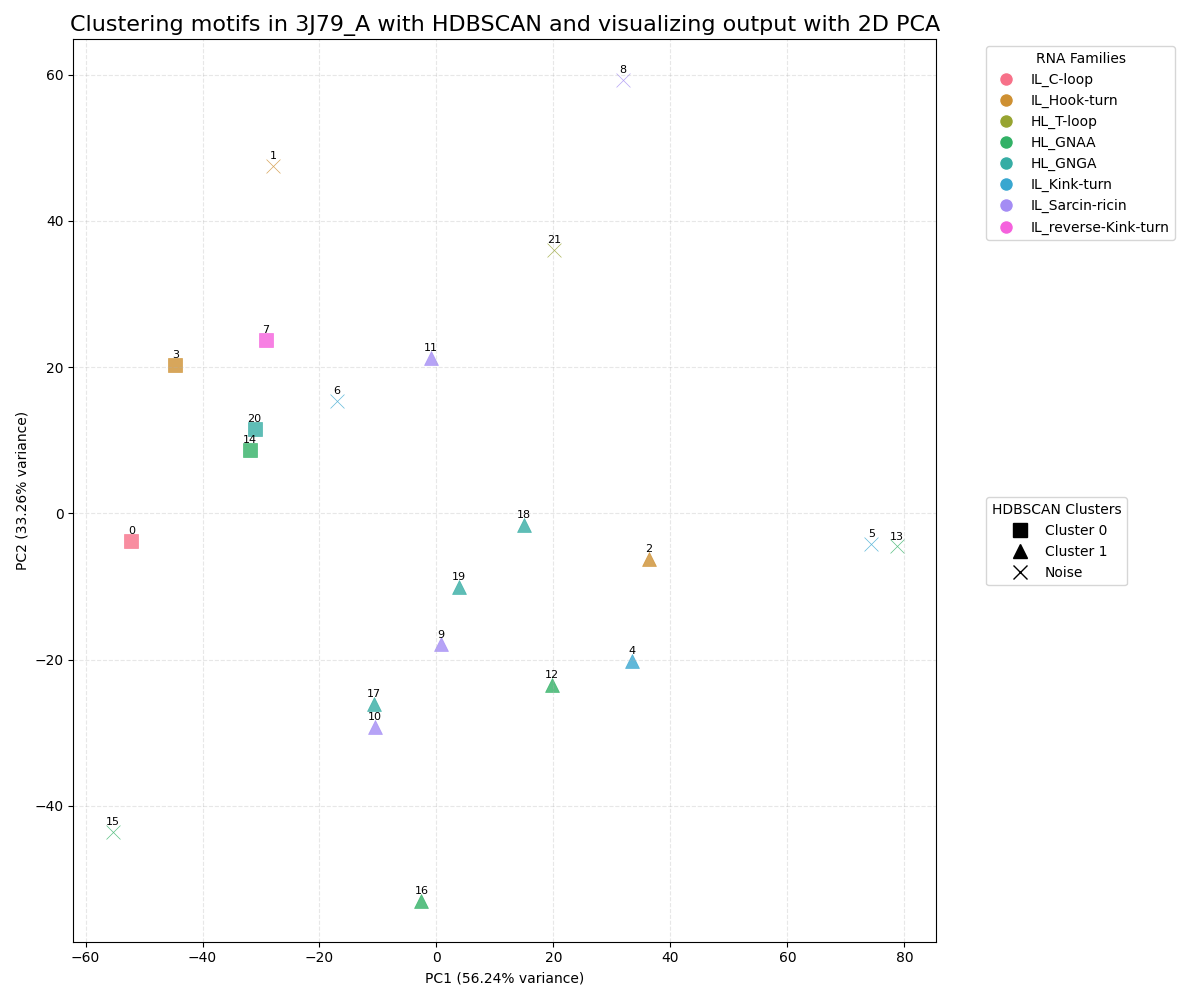 Clustering motifs in 3J79_A with HDBSCAN and visualizing output with 2D PCA
RNA Families
IL_C-loop
IL_Hook-turn
HL_T-loop
HL_GNAA
HL_GNGA
IL_Kink-turn
IL_Sarcin-ricin
IL_reverse-Kink-turn
HDBSCAN Clusters
Cluster 0
Cluster 1
Noise
PC2 (33.26% variance)
60
40
20
0
−20
−40
8
1
21
7
11
3
6
20
14
0
18
2
5
13
19
9
4
12
17
10
15
16
−60
−40
−20
0
20
40
60
80
PC1 (56.24% variance)